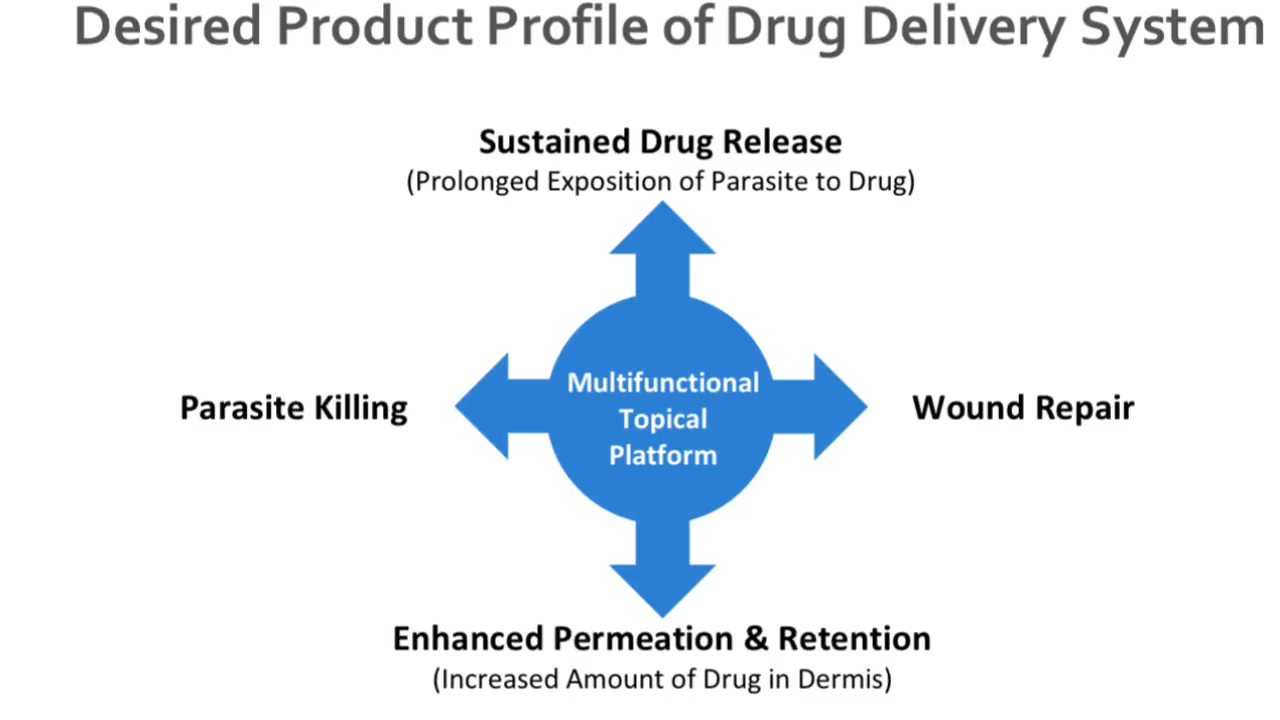 Desired Product Profile of Drug Delivery System
Sustained Drug Release
(Prolonged Exposition of Parasite to Drug)
Parasite Killing
Multifunctional
Topical
Platform
Wound Repair
Enhanced Permeation & Retention
(Increased Amount of Drug in Dermis)